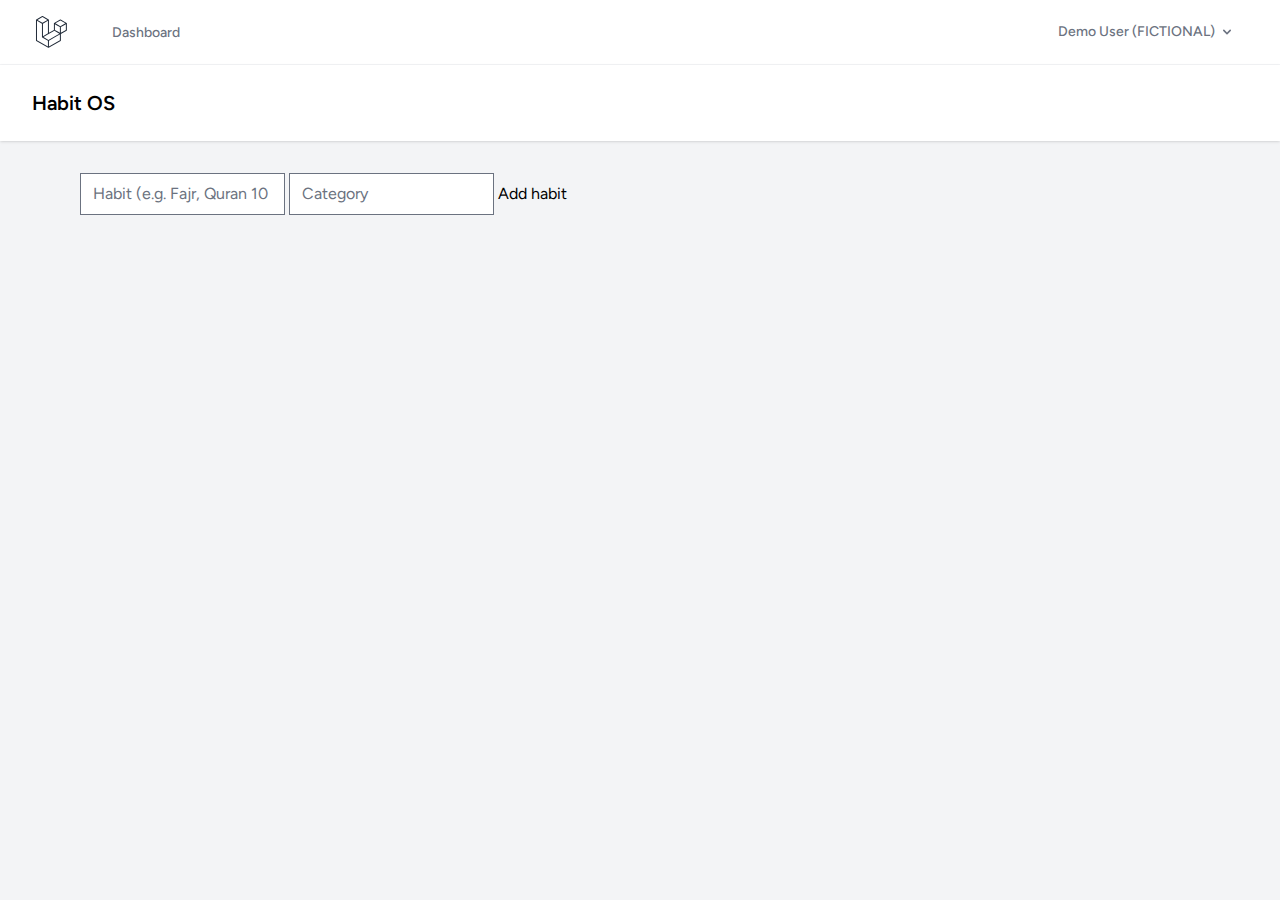 Dashboard
Demo User (FICTIONAL)
Habit OS
Habit (e.g. Fajr, Quran 10
Category
Add habit